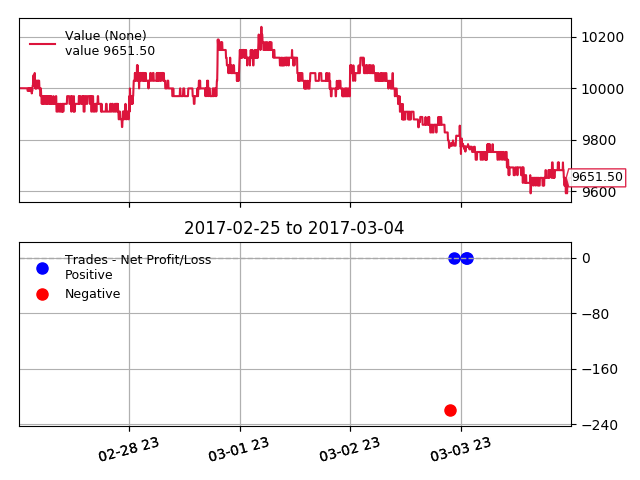 Value (None)
value 9651.50
10200
10000
9800
9651.50
9600
2017-02-25 to 2017-03-04
Trades - Net Profit/Loss
Positive
Negative
0
−80
−160
−240
02-28 23
03-01 23
03-02 23
03-03 23